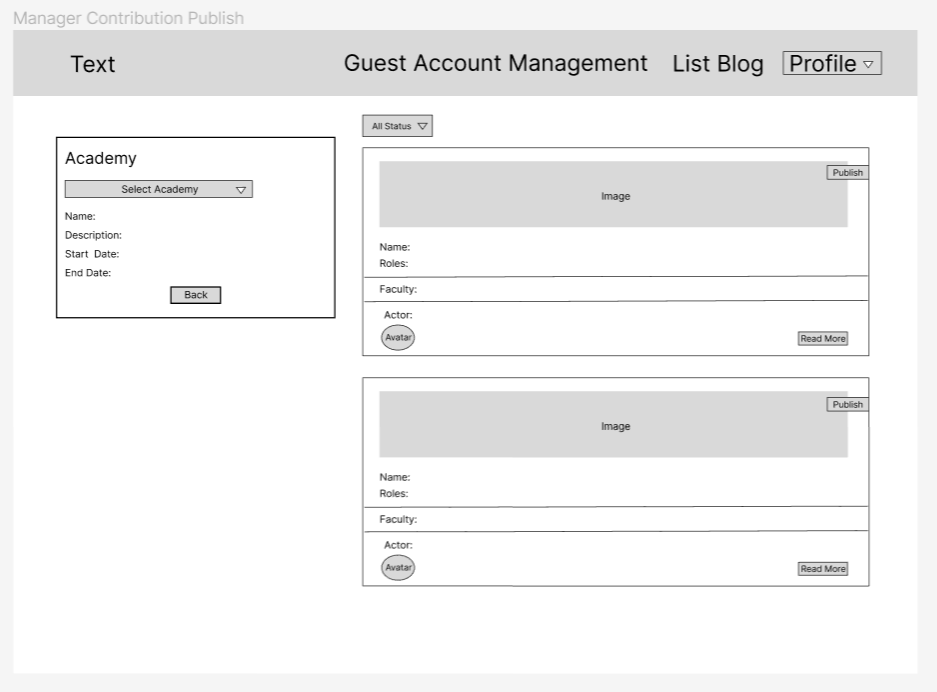 Manager Contribution Publish
Text
Guest Account Management
List Blog
Profile
Academy
Select Academy
Name:
Description:
Start Date:
End Date:
Back
All Status
Publish
Image
Name:
Roles:
Faculty:
Actor:
Avatar
Read More
Publish
Image
Name:
Roles:
Faculty:
Actor:
Avatar
Read More